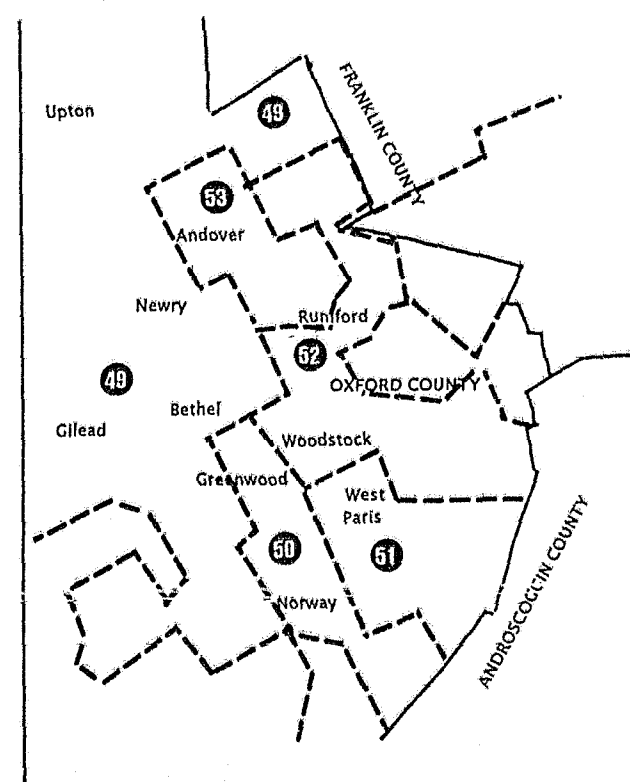 49
FRANKLIN COUNTY
Upton
53
Andover
Newry
Rumford
52
49
OXFORD COUNTY
Bethel
Gilead
Woodstock
Greenwood
West
Paris
50
51
Norway
ANDROSCOGGIN COUNTY